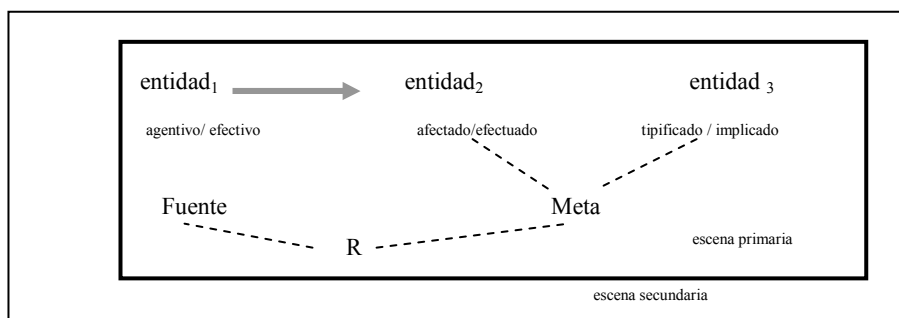 entidad₁ entidad₂ entidad ₃
agentivo/ efectivo afectado/efectuado tipificado / implicado
Fuente Meta
R escena primaria
escena secundaria